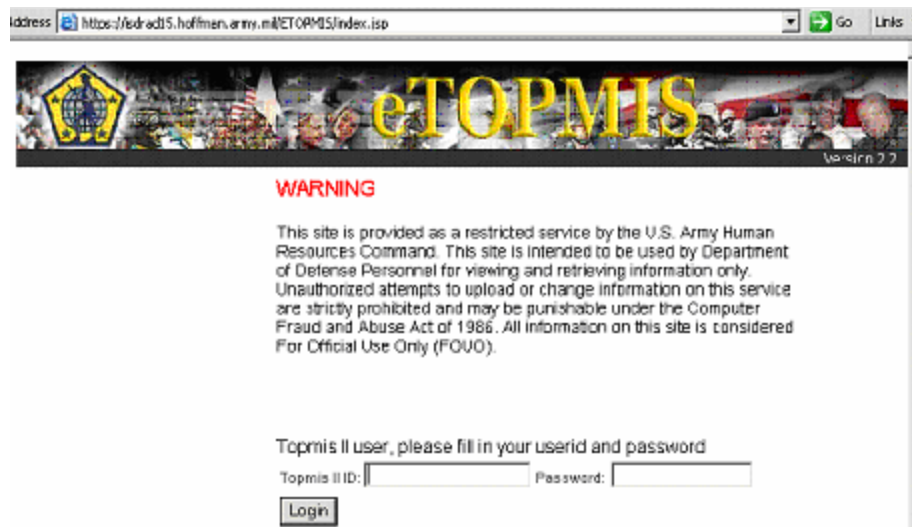 Address https://isdrad15.hoffman.army.mil/ETOPMIS/index.jsp Go Links
eTOPMIS
Version 2.2
WARNING
This site is provided as a restricted service by the U.S. Army Human
Resources Command. This site is intended to be used by Department
of Defense Personnel for viewing and retrieving information only.
Unauthorized attempts to upload or change information on this service
are strictly prohibited and may be punishable under the Computer
Fraud and Abuse Act of 1986. All information on this site is considered
For Official Use Only (FOUO).
Topmis II user, please fill in your userid and password
Topmis II ID: Password:
Login